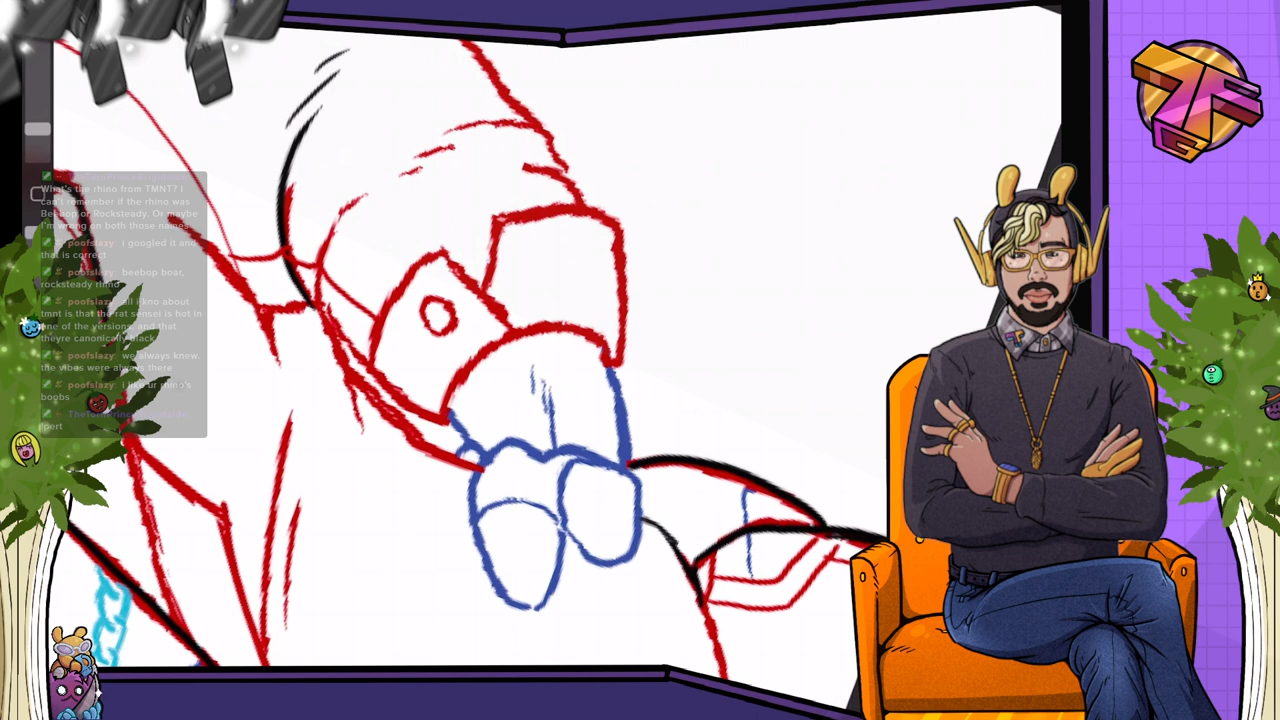 What's the rhino from TMNT? I
can't remember if the rhino was
Beebop or Rocksteady. Or maybe
I'm wrong on both those names
poofslazy: i googled it and
that is correct
poofslazy: beebop boar,
rocksteady rhino
poofslazy: all i kno about
tmnt is that the rat sensei is hot in
one of the versions, and that
theyre canonically black
poofslazy: we always knew.
the vibes were always there
poofslazy: i like ur rhino's
boobs
pert
7F
G